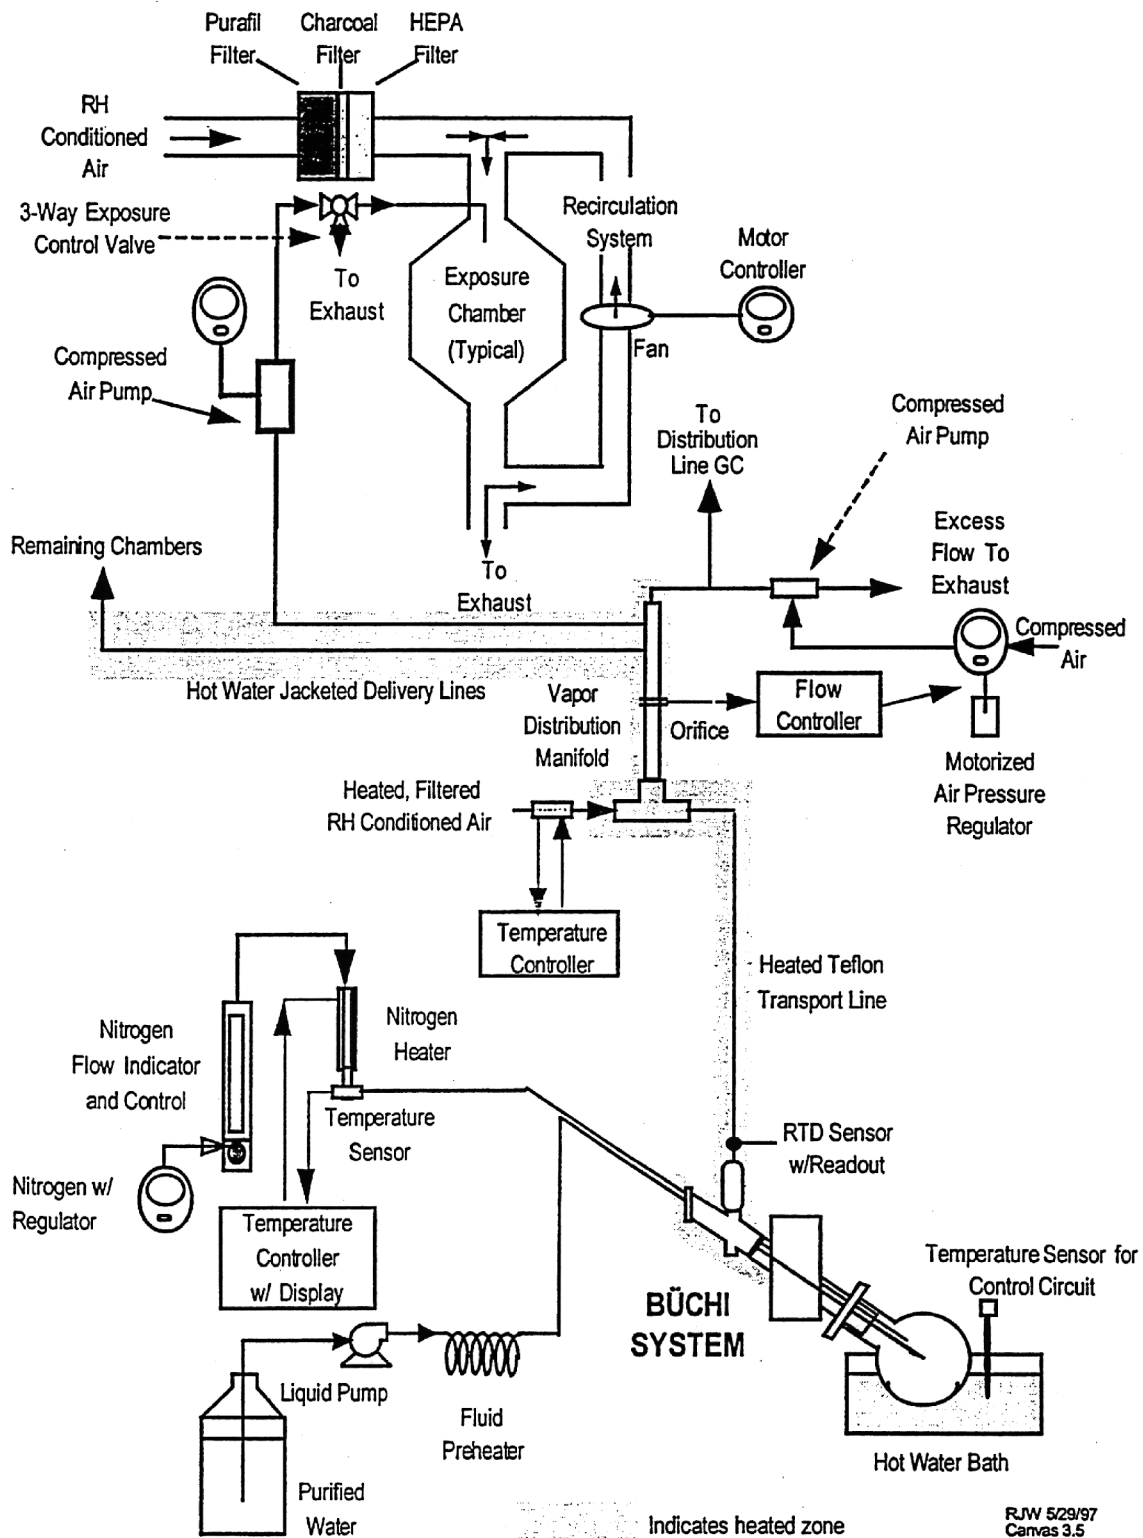 Purafil
Filter
Charcoal
Filter
HEPA
Filter
RH
Conditioned
Air
3-Way Exposure
Control Valve
To
Exhaust
Recirculation
System
Motor
Controller
Exposure
Chamber
(Typical)
Fan
Compressed
Air Pump
To
Distribution
Line GC
Compressed
Air Pump
Excess
Flow To
Exhaust
Remaining Chambers
To
Exhaust
Compressed
Air
Hot Water Jacketed Delivery Lines
Vapor
Distribution
Manifold
Orifice
Flow
Controller
Motorized
Air Pressure
Regulator
Heated, Filtered
RH Conditioned Air
Temperature
Controller
Heated Teflon
Transport Line
Nitrogen
Flow Indicator
and Control
Nitrogen
Heater
Temperature
Sensor
RTD Sensor
w/Readout
Nitrogen w/
Regulator
Temperature
Controller
w/ Display
Temperature Sensor for
Control Circuit
BÜCHI
SYSTEM
Liquid Pump
Fluid
Preheater
Hot Water Bath
Purified
Water
Indicates heated zone
RJW 5/29/97
Canvas 3.5